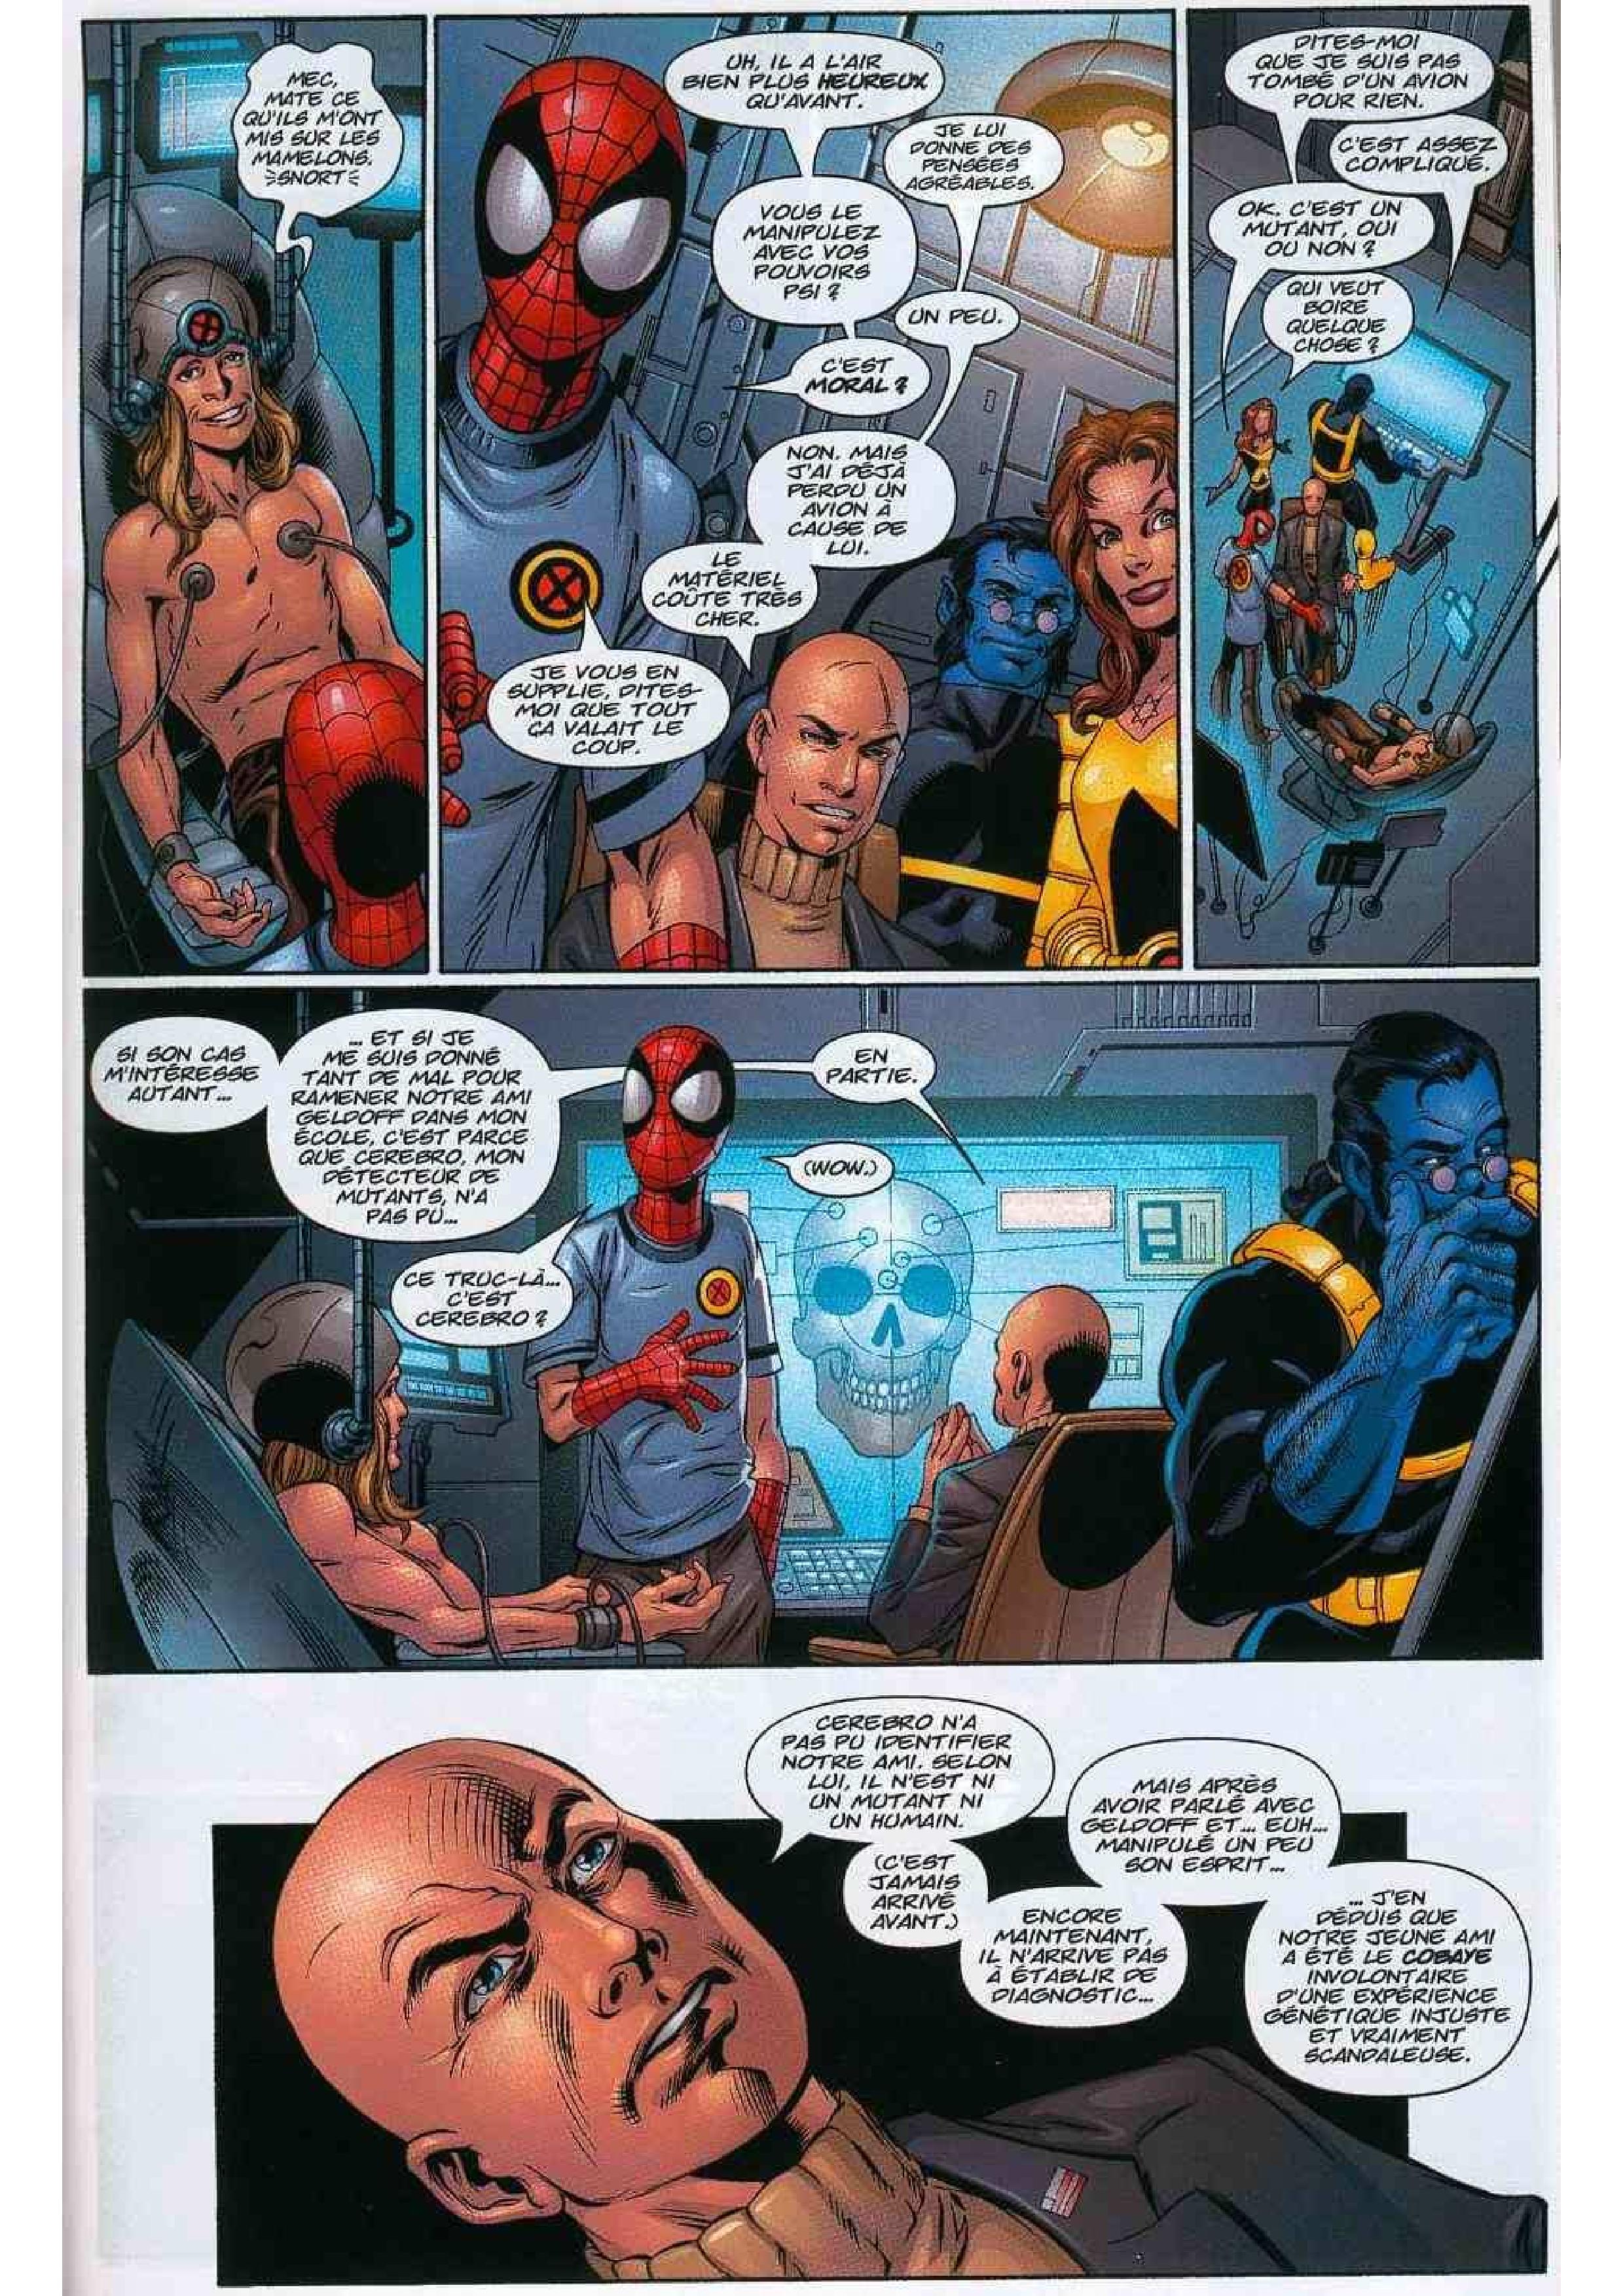 MEC,
MATE CE
QU'ILS M'ONT
MIS SUR LES
MAMELONS.
SNORT
UH, IL A L'AIR
BIEN PLUS HEUREUX
QU'AVANT.
JE LUI
DONNE DES
PENSÉES
AGRÉABLES.
VOUS LE
MANIPULEZ
AVEC VOS
POUVOIRS
PSI ?
UN PEU.
C'EST
MORAL ?
NON. MAIS
J'AI DÉJÀ
PERDU UN
AVION À
CAUSE DE
LUI.
LE
MATÉRIEL
COÛTE TRÈS
CHER.
JE VOUS EN
SUPPLIE, DITES-
MOI QUE TOUT
ÇA VALAIT LE
COUP.
DITES-MOI
QUE JE SUIS PAS
TOMBÉ D'UN AVION
POUR RIEN.
C'EST ASSEZ
COMPLIQUÉ.
OK. C'EST UN
MUTANT, OUI
OU NON ?
QUI VEUT
BOIRE
QUELQUE
CHOSE ?
SI SON CAS
M'INTÉRESSE
AUTANT...
... ET SI JE
ME SUIS DONNÉ
TANT DE MAL POUR
RAMENER NOTRE AMI
GELDOFF DANS MON
ÉCOLE, C'EST PARCE
QUE CEREBRO, MON
DÉTECTEUR DE
MUTANTS, N'A
PAS PU...
CE TRUC-LÀ...
C'EST
CEREBRO ?
EN
PARTIE.
(WOW.)
CEREBRO N'A
PAS PU IDENTIFIER
NOTRE AMI. SELON
LUI, IL N'EST NI
UN MUTANT NI
UN HUMAIN.
(C'EST
JAMAIS
ARRIVÉ
AVANT.)
ENCORE
MAINTENANT,
IL N'ARRIVE PAS
À ÉTABLIR DE
DIAGNOSTIC...
MAIS APRÈS
AVOIR PARLÉ AVEC
GELDOFF ET... EUH...
MANIPULÉ UN PEU
SON ESPRIT...
... J'EN
DÉDUIS QUE
NOTRE JEUNE AMI
A ÉTÉ LE COBAYE
INVOLONTAIRE
D'UNE EXPÉRIENCE
GÉNÉTIQUE INJUSTE
ET VRAIMENT
SCANDALEUSE.